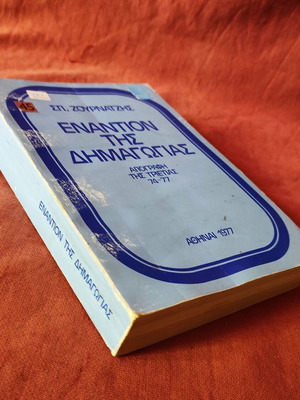 ΣΠ. ΖΟΥΡΝΑΤΖΗΣ
ΕΝΑΝΤΙΟΝ
ΤΗΣ
ΔΗΜΑΓΩΓΙΑΣ
ΑΠΟΓΡΑΦΗ
ΤΗΣ ΤΡΙΕΤΙΑΣ
74-77
ΑΘΗΝΑΙ 1977
ΕΝΑΝΤΙΟΝ ΤΗΣ ΔΗΜΑΓΩΓΙΑΣ